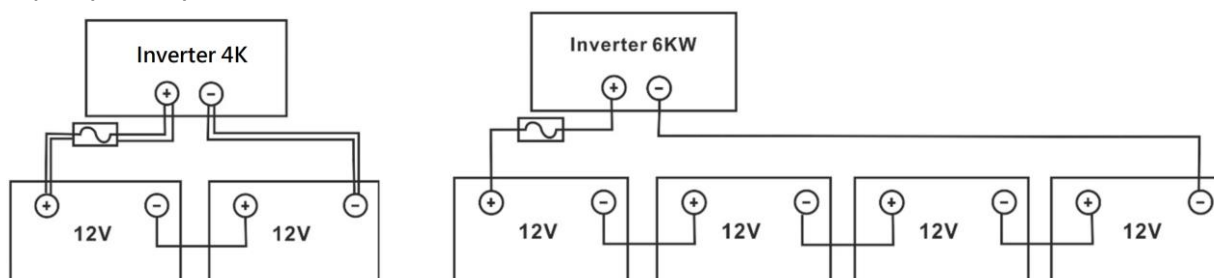 Inverter 4K
+ −
+ − + −
12V 12V
Inverter 6KW
+ −
+ − + − + − + −
12V 12V 12V 12V